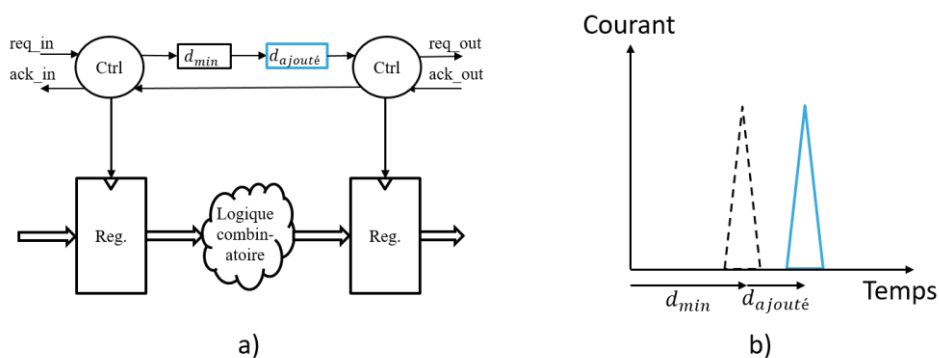 req_in
ack_in
Ctrl
d_min
d_ajouté
Ctrl
req_out
ack_out
Reg.
Logique
combin-
atoire
Reg.
a)
Courant
Temps
d_min
d_ajouté
b)